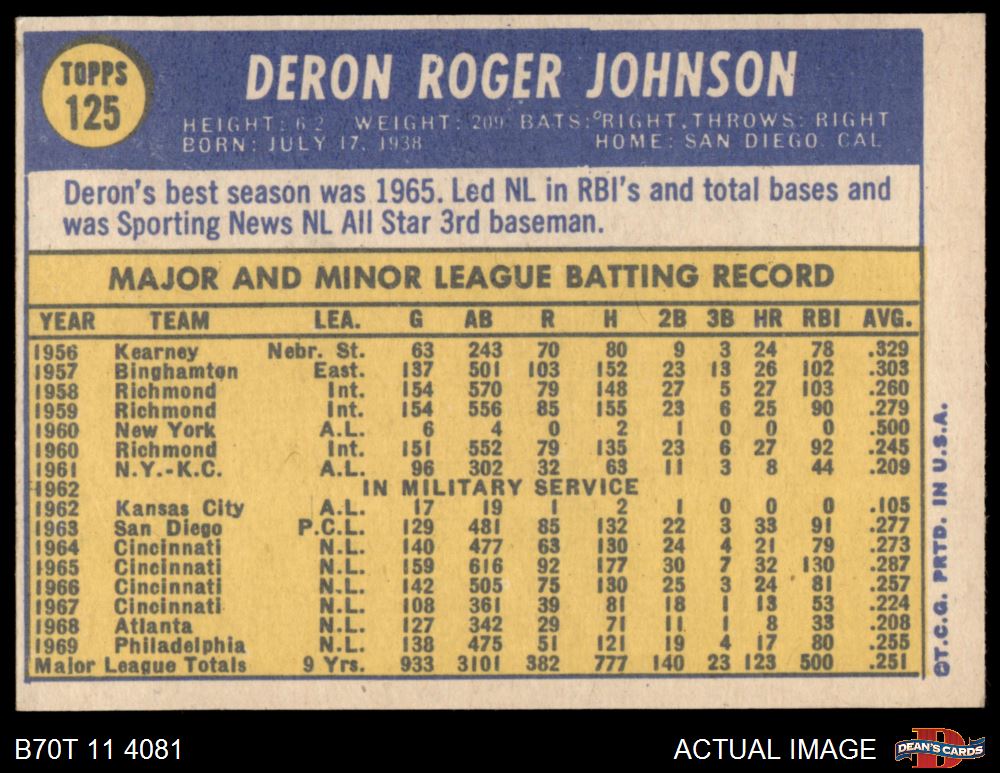 TOPPS
125
DERON ROGER JOHNSON
HEIGHT: 6 2 WEIGHT: 209 BATS: RIGHT, THROWS: RIGHT
BORN: JULY 17, 1938 HOME: SAN DIEGO CAL
Deron's best season was 1965. Led NL in RBI's and total bases and
was Sporting News NL All Star 3rd baseman.
MAJOR AND MINOR LEAGUE BATTING RECORD
YEAR TEAM LEA. G AB R H 2B 3B HR RBI AVG.
1956 Kearney Nebr. St. 63 243 70 80 9 3 24 78 .329
1957 Binghamton East. 137 501 103 152 23 13 26 102 .303
1958 Richmond Int. 154 570 79 148 27 5 27 103 .260
1959 Richmond Int. 154 556 85 155 23 6 25 90 .279
1960 New York A.L. 6 4 0 2 1 0 0 0 .500
1960 Richmond Int. 151 552 79 135 23 6 27 92 .245
1961 N.Y.-K.C. A.L. 96 302 32 63 11 3 8 44 .209
1962 IN MILITARY SERVICE
1962 Kansas City A.L. 17 19 1 2 1 0 0 0 .105
1963 San Diego P.C.L. 129 481 85 132 22 3 33 91 .277
1964 Cincinnati N.L. 140 477 63 130 24 4 21 79 .273
1965 Cincinnati N.L. 159 616 92 177 30 7 32 130 .287
1966 Cincinnati N.L. 142 505 75 130 25 3 24 81 .257
1967 Cincinnati N.L. 108 361 39 81 18 1 13 53 .224
1968 Atlanta N.L. 127 342 29 71 11 1 8 33 .208
1969 Philadelphia N.L. 138 475 51 121 19 4 17 80 .255
Major League Totals 9 Yrs. 933 3101 382 777 140 23 123 500 .251
©T.C.G. PRTD. IN U.S.A.
B70T 11 4081
ACTUAL IMAGE
D
DEAN'S CARDS